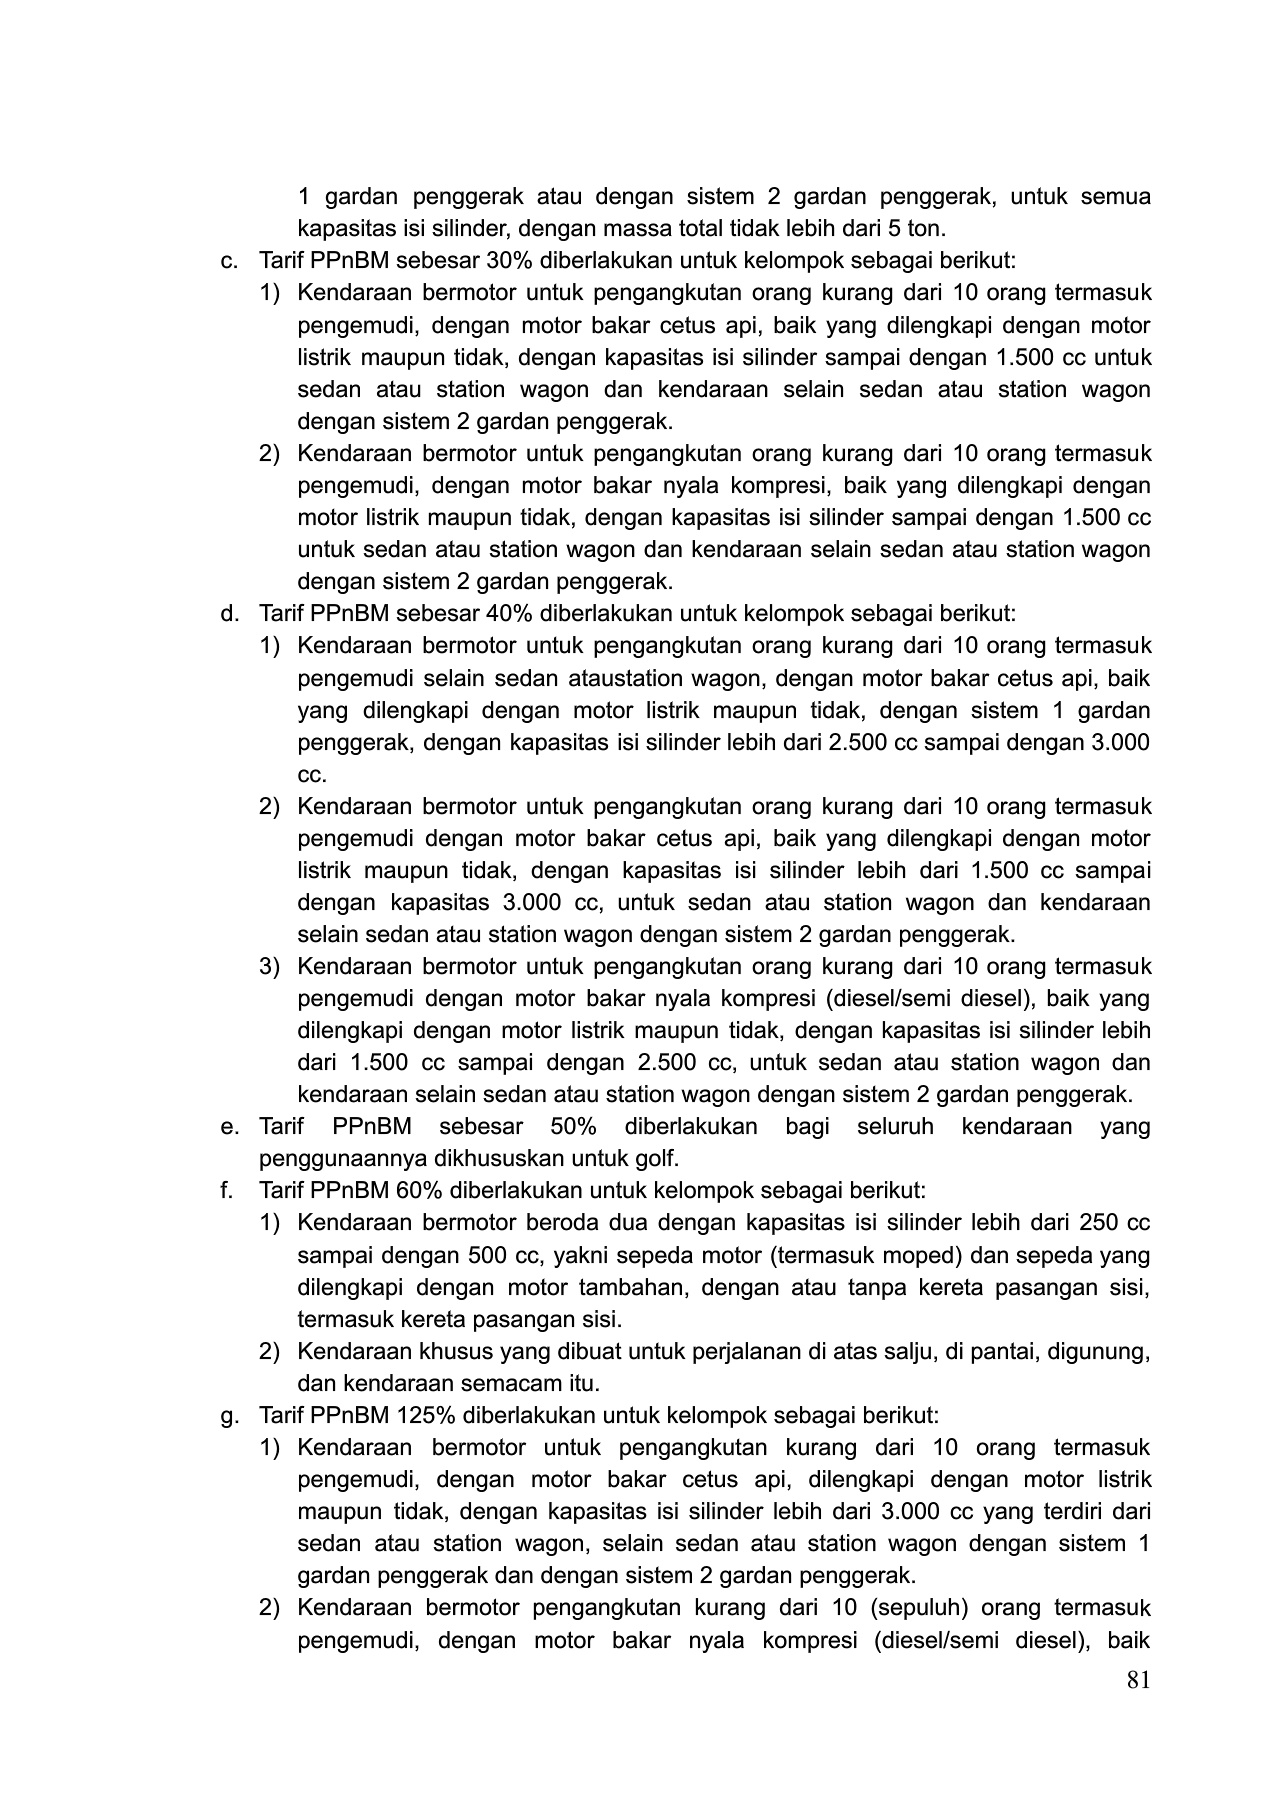 1 gardan penggerak atau dengan sistem 2 gardan penggerak, untuk semua
kapasitas isi silinder, dengan massa total tidak lebih dari 5 ton.
c. Tarif PPnBM sebesar 30% diberlakukan untuk kelompok sebagai berikut:
1) Kendaraan bermotor untuk pengangkutan orang kurang dari 10 orang termasuk
pengemudi, dengan motor bakar cetus api, baik yang dilengkapi dengan motor
listrik maupun tidak, dengan kapasitas isi silinder sampai dengan 1.500 cc untuk
sedan atau station wagon dan kendaraan selain sedan atau station wagon
dengan sistem 2 gardan penggerak.
2) Kendaraan bermotor untuk pengangkutan orang kurang dari 10 orang termasuk
pengemudi, dengan motor bakar nyala kompresi, baik yang dilengkapi dengan
motor listrik maupun tidak, dengan kapasitas isi silinder sampai dengan 1.500 cc
untuk sedan atau station wagon dan kendaraan selain sedan atau station wagon
dengan sistem 2 gardan penggerak.
d. Tarif PPnBM sebesar 40% diberlakukan untuk kelompok sebagai berikut:
1) Kendaraan bermotor untuk pengangkutan orang kurang dari 10 orang termasuk
pengemudi selain sedan ataustation wagon, dengan motor bakar cetus api, baik
yang dilengkapi dengan motor listrik maupun tidak, dengan sistem 1 gardan
penggerak, dengan kapasitas isi silinder lebih dari 2.500 cc sampai dengan 3.000
cc.
2) Kendaraan bermotor untuk pengangkutan orang kurang dari 10 orang termasuk
pengemudi dengan motor bakar cetus api, baik yang dilengkapi dengan motor
listrik maupun tidak, dengan kapasitas isi silinder lebih dari 1.500 cc sampai
dengan kapasitas 3.000 cc, untuk sedan atau station wagon dan kendaraan
selain sedan atau station wagon dengan sistem 2 gardan penggerak.
3) Kendaraan bermotor untuk pengangkutan orang kurang dari 10 orang termasuk
pengemudi dengan motor bakar nyala kompresi (diesel/semi diesel), baik yang
dilengkapi dengan motor listrik maupun tidak, dengan kapasitas isi silinder lebih
dari 1.500 cc sampai dengan 2.500 cc, untuk sedan atau station wagon dan
kendaraan selain sedan atau station wagon dengan sistem 2 gardan penggerak.
e. Tarif PPnBM sebesar 50% diberlakukan bagi seluruh kendaraan yang
penggunaannya dikhususkan untuk golf.
f. Tarif PPnBM 60% diberlakukan untuk kelompok sebagai berikut:
1) Kendaraan bermotor beroda dua dengan kapasitas isi silinder lebih dari 250 cc
sampai dengan 500 cc, yakni sepeda motor (termasuk moped) dan sepeda yang
dilengkapi dengan motor tambahan, dengan atau tanpa kereta pasangan sisi,
termasuk kereta pasangan sisi.
2) Kendaraan khusus yang dibuat untuk perjalanan di atas salju, di pantai, digunung,
dan kendaraan semacam itu.
g. Tarif PPnBM 125% diberlakukan untuk kelompok sebagai berikut:
1) Kendaraan bermotor untuk pengangkutan kurang dari 10 orang termasuk
pengemudi, dengan motor bakar cetus api, dilengkapi dengan motor listrik
maupun tidak, dengan kapasitas isi silinder lebih dari 3.000 cc yang terdiri dari
sedan atau station wagon, selain sedan atau station wagon dengan sistem 1
gardan penggerak dan dengan sistem 2 gardan penggerak.
2) Kendaraan bermotor pengangkutan kurang dari 10 (sepuluh) orang termasuk
pengemudi, dengan motor bakar nyala kompresi (diesel/semi diesel), baik
81